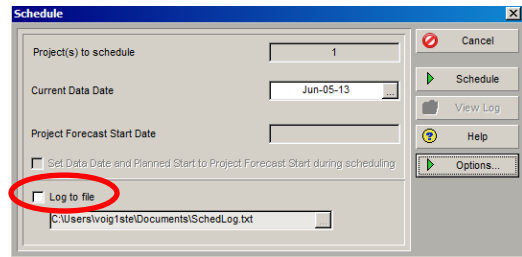 Schedule
Project(s) to schedule 1
Current Data Date Jun-05-13 ...
Project Forecast Start Date
Set Data Date and Planned Start to Project Forecast Start during scheduling
Log to file
C:\Users\voig1ste\Documents\SchedLog.txt ...
Cancel
Schedule
View Log
Help
Options...